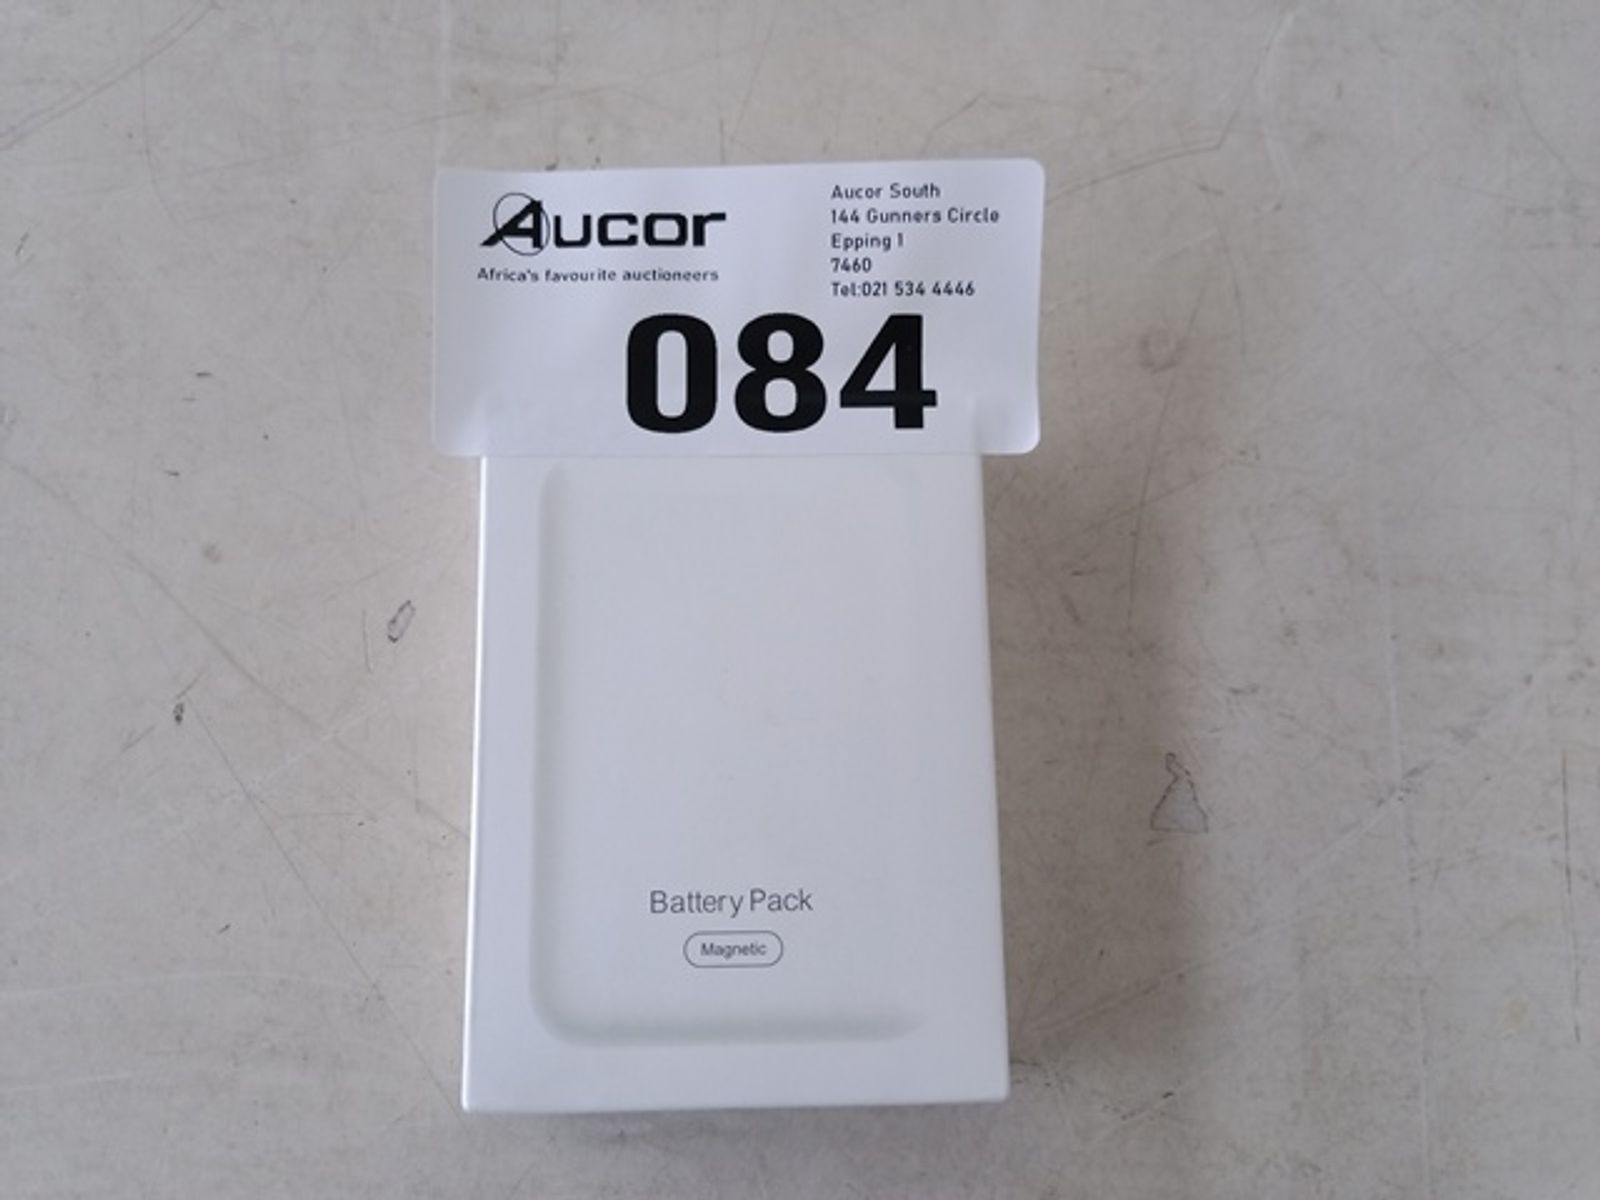 Aucor
Africa's favourite auctioneers
Aucor South
144 Gunners Circle
Epping 1
7460
Tel:021 534 4446
084
Battery Pack
Magnetic